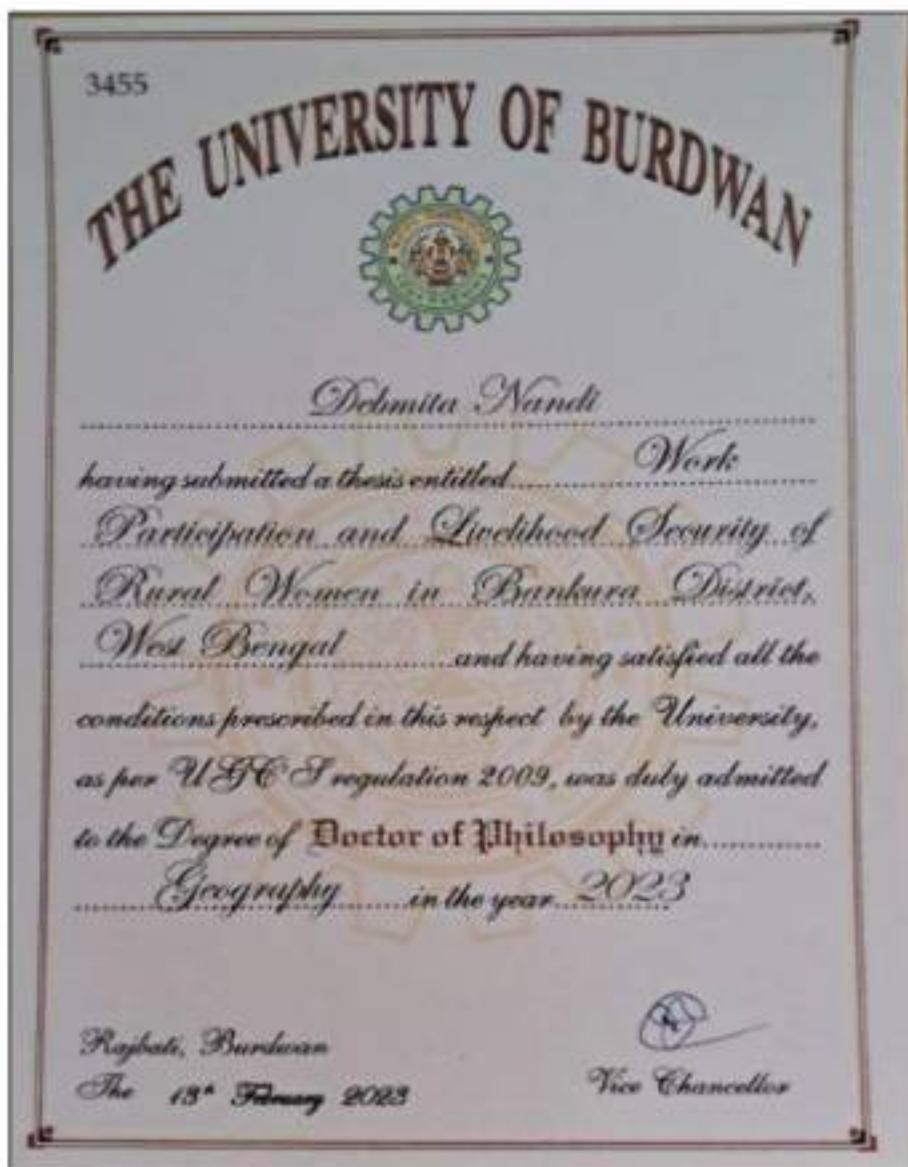 3455
THE UNIVERSITY OF BURDWAN
Debmita Nandi
having submitted a thesis entitled Work
Participation and Livelihood Security of
Rural Women in Bankura District,
West Bengal and having satisfied all the
conditions prescribed in this respect by the University,
as per UGC'S regulation 2009, was duly admitted
to the Degree of Doctor of Philosophy in
Geography in the year 2023
Rajbati, Burdwan
The 13th 2023
Vice Chancellor